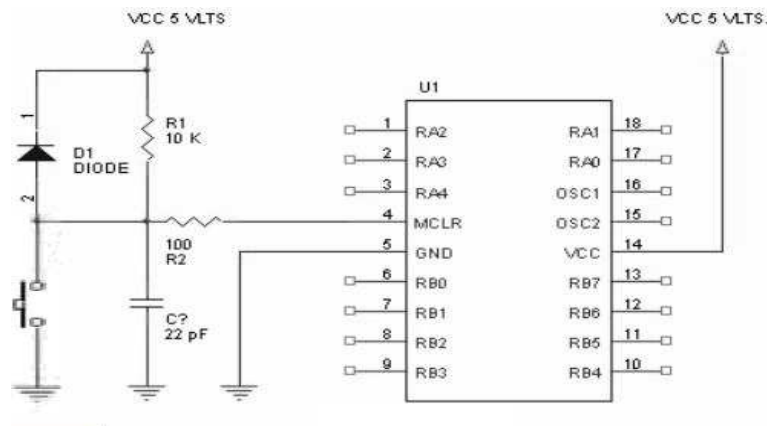 VCC 5 VLTS
VCC 5 VLTS.
U1
1
R1
10 K
D1
DIODE
2
100
R2
C?
22 pF
1 RA2
2 RA3
3 RA4
4 MCLR
5 GND
6 RB0
7 RB1
8 RB2
9 RB3
RA1 18
RA0 17
OSC1 16
OSC2 15
VCC 14
RB7 13
RB6 12
RB5 11
RB4 10